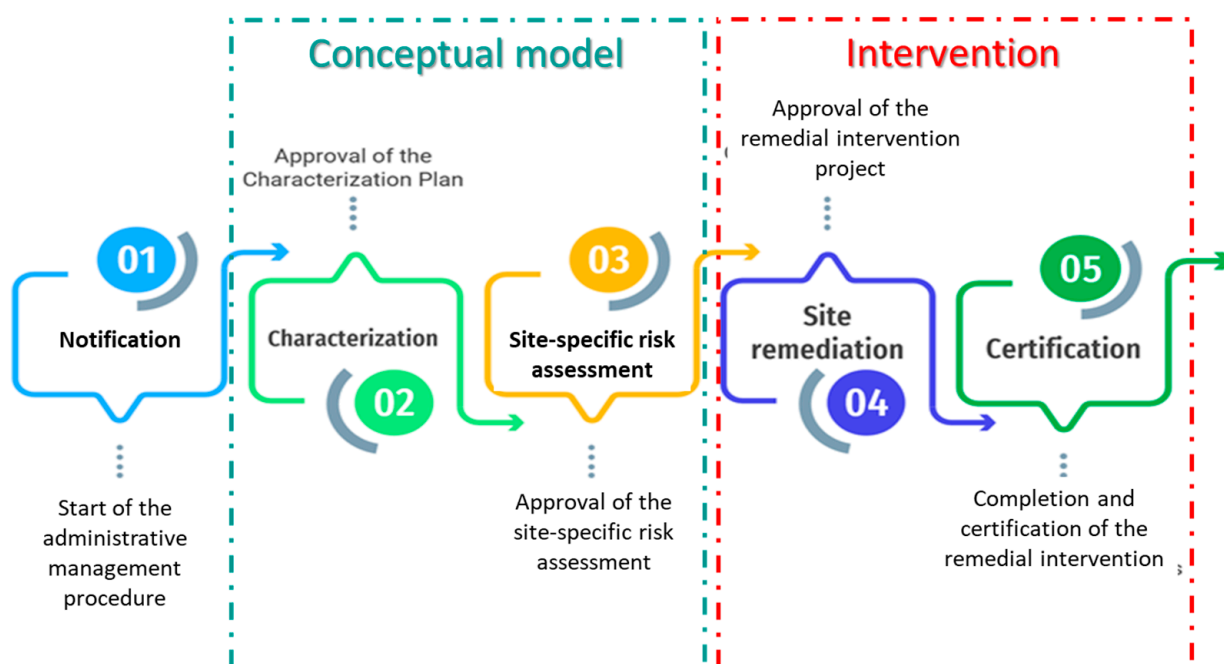 Conceptual model
Intervention
Approval of the
Characterization Plan
Approval of the
remedial intervention
project
01
Notification
Start of the
administrative
management
procedure
Characterization
02
03
Site-specific risk
assessment
Approval of the
site-specific risk
assessment
Site
remediation
04
05
Certification
Completion and
certification of the
remedial intervention